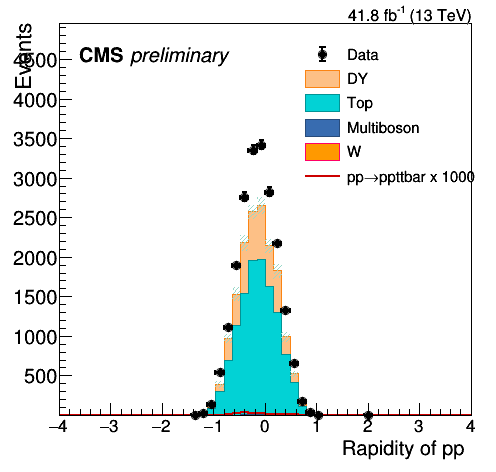 41.8 fb⁻¹ (13 TeV)
Events
CMS preliminary
Data
DY
Top
Multiboson
W
pp→ppttbar x 1000
4500
4000
3500
3000
2500
2000
1500
1000
500
−4 −3 −2 −1 0 1 2 3 4
Rapidity of pp